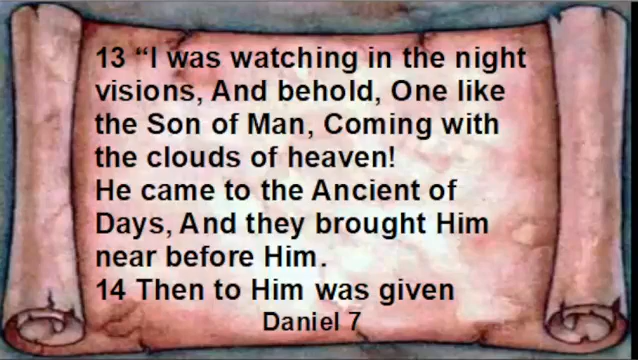 13 “I was watching in the night
visions, And behold, One like
the Son of Man, Coming with
the clouds of heaven!
He came to the Ancient of
Days, And they brought Him
near before Him.
14 Then to Him was given
Daniel 7